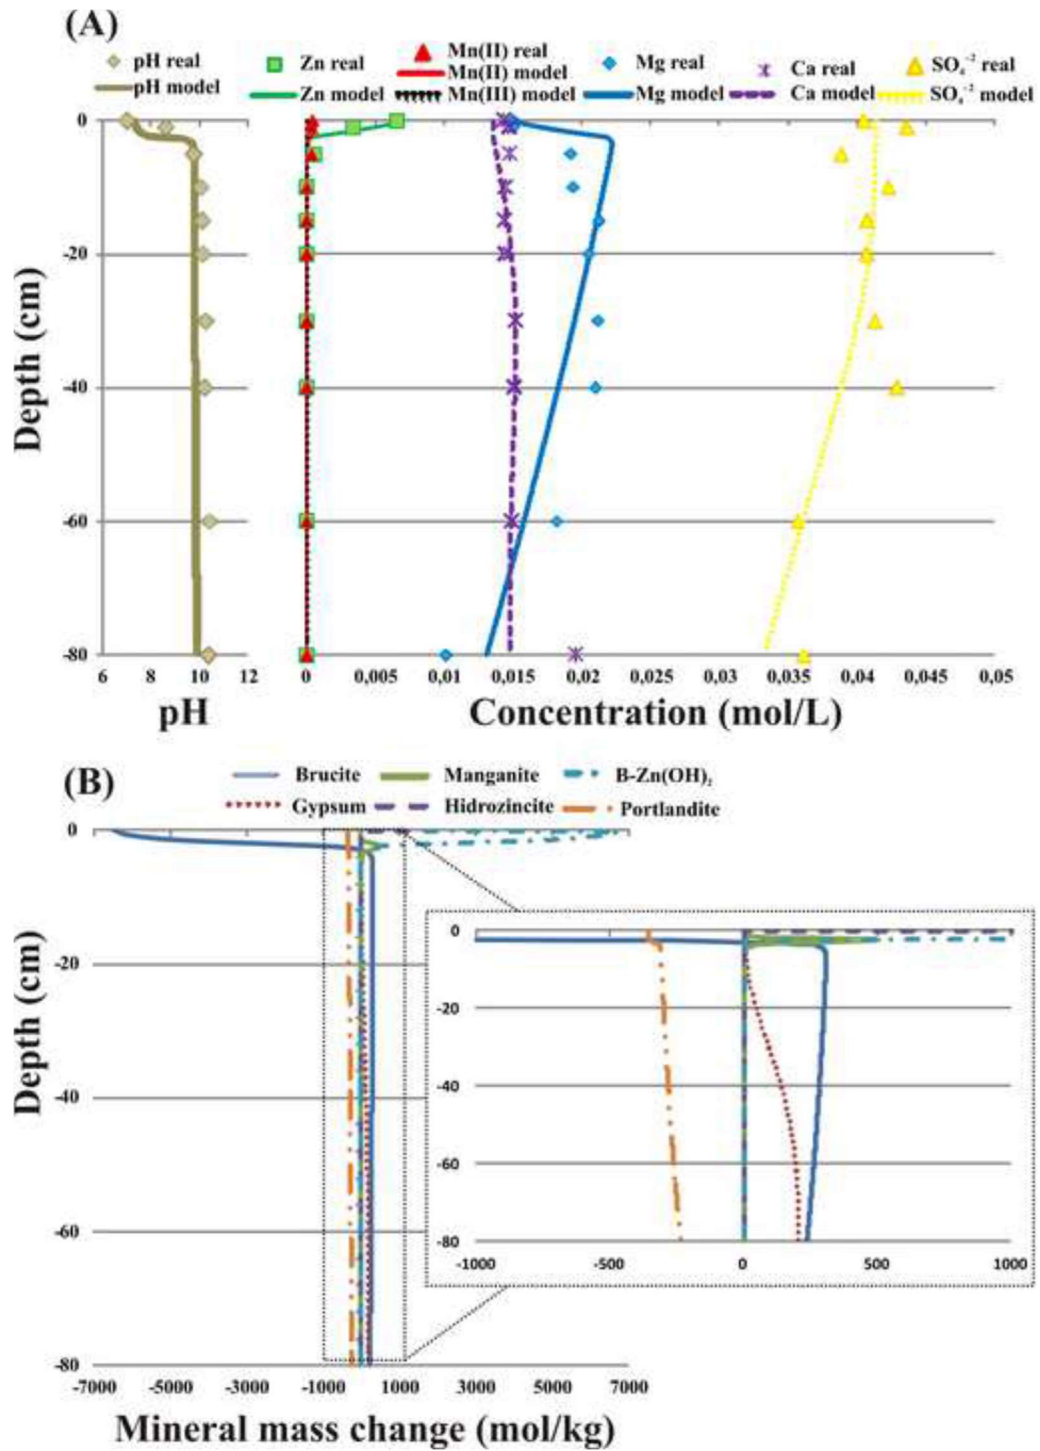 (A)
pH real
pH model
Zn real
Zn model
Mn(II) real
Mn(II) model
Mn(III) model
Mg real
Mg model
Ca real
Ca model
SO₄⁻² real
SO₄⁻² model
Depth (cm)
0
-20
-40
-60
-80
6 8 10 12
0 0,005 0,01 0,015 0,02 0,025 0,03 0,035 0,04 0,045 0,05
pH
Concentration (mol/L)
(B)
Brucite Manganite B-Zn(OH)₂
Gypsum Hidrozincite Portlandite
Depth (cm)
0
-20
-40
-60
-80
-7000 -5000 -3000 -1000 1000 3000 5000 7000
0
-20
-40
-60
-80
-1000 -500 0 500 1000
Mineral mass change (mol/kg)